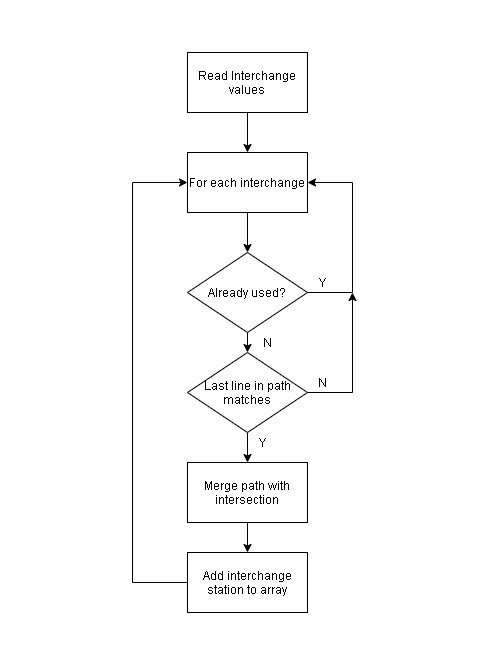 Read Interchange
values
For each interchange
Already used?
Y
N
Last line in path
matches
N
Y
Merge path with
intersection
Add interchange
station to array